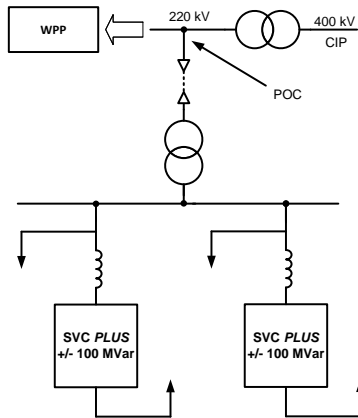 WPP
220 kV
400 kV
CIP
POC
SVC PLUS
+/- 100 MVar
SVC PLUS
+/- 100 MVar